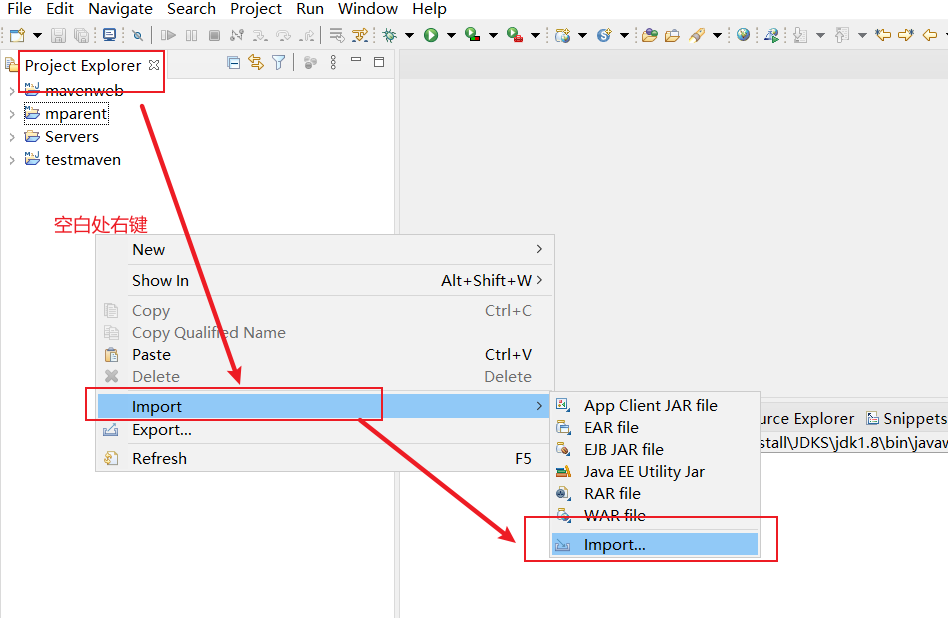 File Edit Navigate Search Project Run Window Help
Project Explorer
mavenweb
mparent
Servers
testmaven
空白处右键
New
Show In Alt+Shift+W
Copy Ctrl+C
Copy Qualified Name
Paste Ctrl+V
Delete Delete
Import
Export...
Refresh F5
App Client JAR file
EAR file
EJB JAR file
Java EE Utility Jar
RAR file
WAR file
Import...
urce Explorer Snippets
stall\JDKS\jdk1.8\bin\javaw